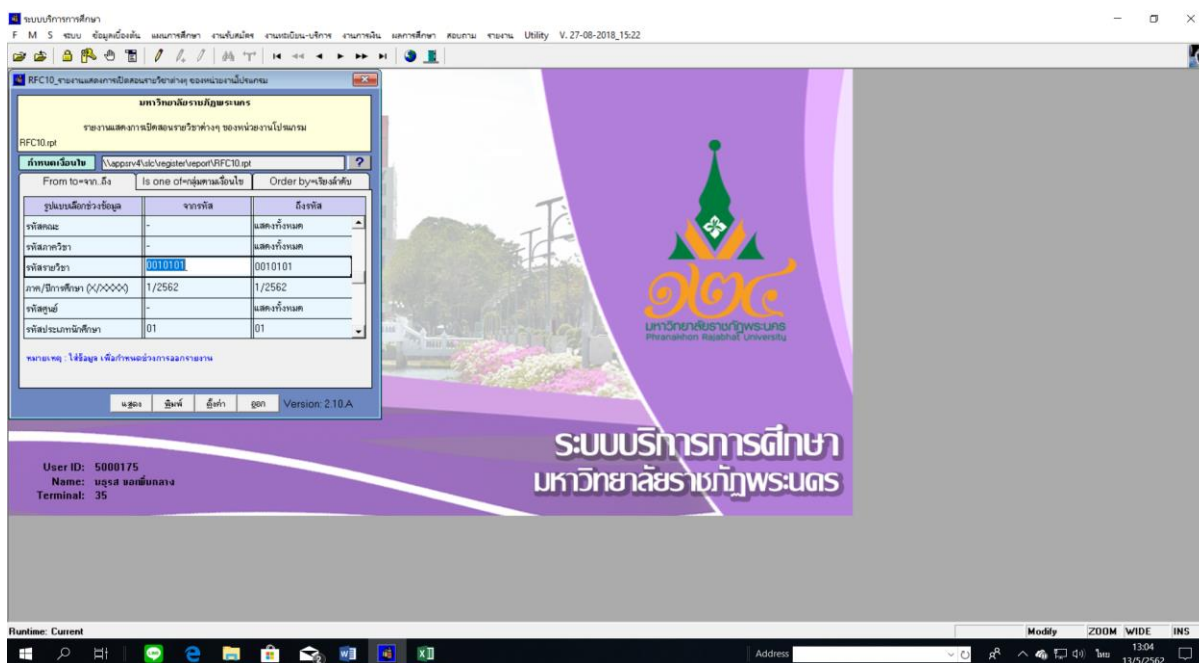 ระบบบริการการศึกษา
F M S ระบบ ข้อมูลเบื้องต้น แผนการศึกษา งานรับสมัคร งานทะเบียน-บริการ งานการเงิน ผลการศึกษา สอบถาม รายงาน Utility V. 27-08-2018_15:22
RFC10_รายงานแสดงการเปิดสอนรายวิชาต่างๆ ของหน่วยงานโปรแกรม
มหาวิทยาลัยราชภัฏพระนคร
รายงานแสดงการเปิดสอนรายวิชาต่างๆ ของหน่วยงานโปรแกรม
RFC10.rpt
กำหนดเงื่อนไข \\appsrv4\slc\register\report\RFC10.rpt ?
From to=จาก..ถึง Is one of=กลุ่มตามเงื่อนไข Order by=เรียงลำดับ
รูปแบบเลือกช่วงข้อมูล จากรหัส ถึงรหัส
รหัสคณะ - แสดงทั้งหมด
รหัสภาควิชา - แสดงทั้งหมด
รหัสรายวิชา 0010101 0010101
ภาค/ปีการศึกษา (X/XXXX) 1/2562 1/2562
รหัสศูนย์ - แสดงทั้งหมด
รหัสประเภทนักศึกษา 01 01
หมายเหตุ : ใส่ข้อมูล เพื่อกำหนดช่วงการออกรายงาน
แสดง พิมพ์ ตั้งค่า ออก Version: 2.10.A
๑๒๔
มหาวิทยาลัยราชภัฏพระนคร
Phranakhon Rajabhat University
ระบบบริการการศึกษา
มหาวิทยาลัยราชภัฏพระนคร
User ID: 5000175
Name:
Terminal: 35
Runtime: Current Modify ZOOM WIDE INS
Address ไทย 13:04
13/5/2562